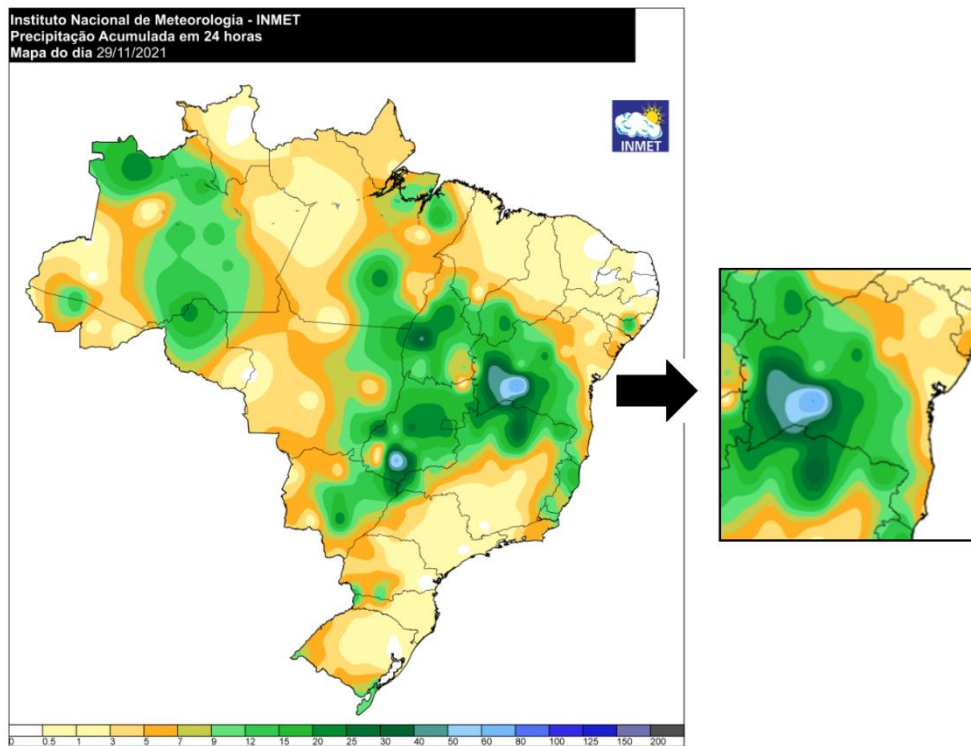 Instituto Nacional de Meteorologia - INMET
Precipitação Acumulada em 24 horas
Mapa do dia 29/11/2021
INMET
0 0.5 1 3 5 7 9 12 15 20 25 30 40 50 60 80 100 125 150 200